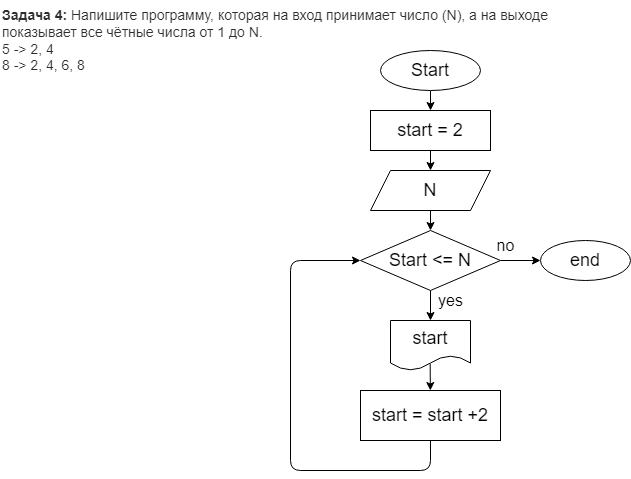 Задача 4: Напишите программу, которая на вход принимает число (N), а на выходе
показывает все чётные числа от 1 до N.
5 -> 2, 4
8 -> 2, 4, 6, 8
Start
start = 2
N
Start <= N
no
end
yes
start
start = start +2